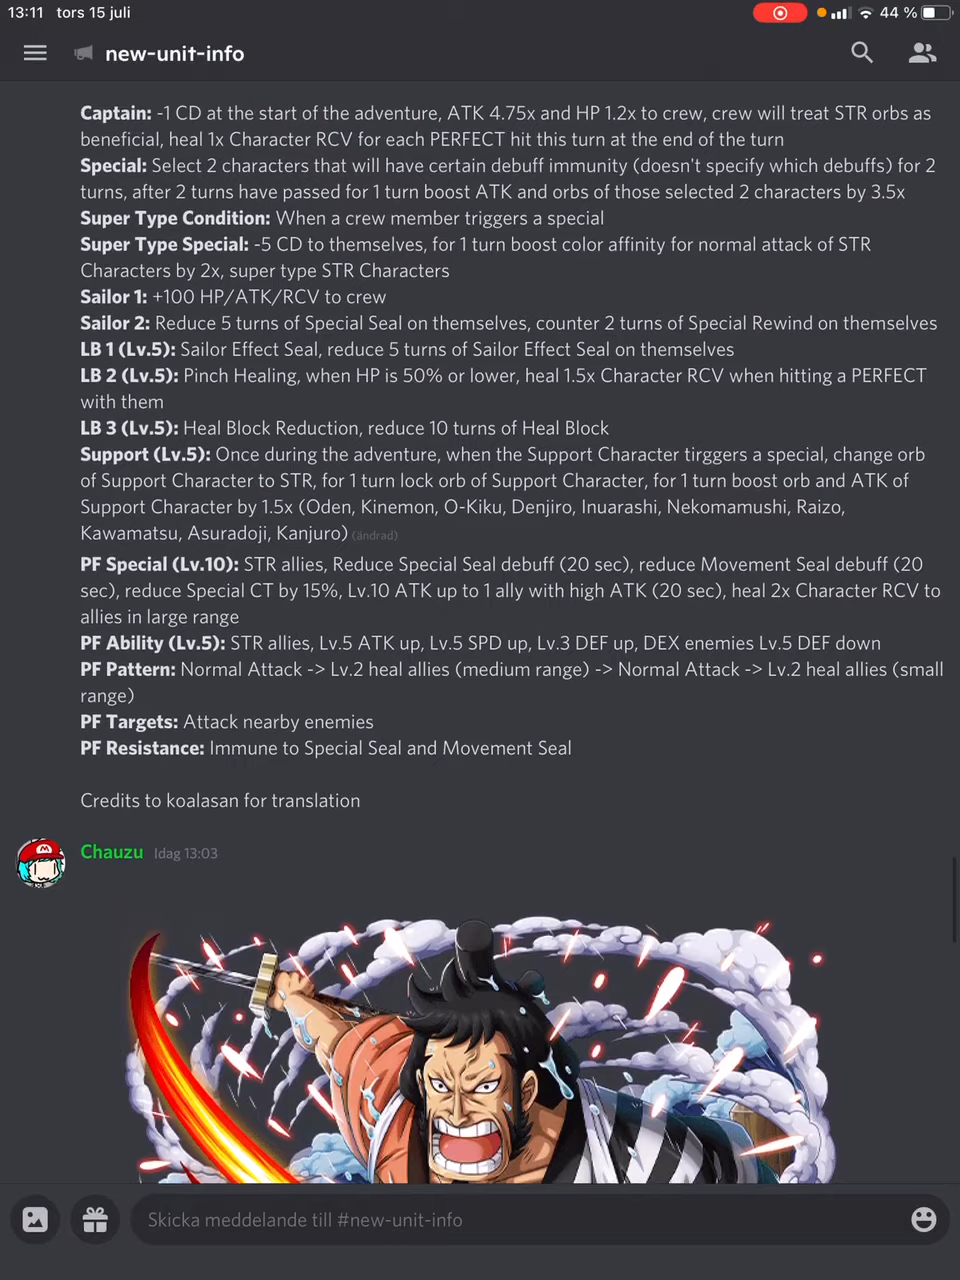 13:11 tors 15 juli
44 %
new-unit-info
Captain: -1 CD at the start of the adventure, ATK 4.75x and HP 1.2x to crew, crew will treat STR orbs as
beneficial, heal 1x Character RCV for each PERFECT hit this turn at the end of the turn
Special: Select 2 characters that will have certain debuff immunity (doesn't specify which debuffs) for 2
turns, after 2 turns have passed for 1 turn boost ATK and orbs of those selected 2 characters by 3.5x
Super Type Condition: When a crew member triggers a special
Super Type Special: -5 CD to themselves, for 1 turn boost color affinity for normal attack of STR
Characters by 2x, super type STR Characters
Sailor 1: +100 HP/ATK/RCV to crew
Sailor 2: Reduce 5 turns of Special Seal on themselves, counter 2 turns of Special Rewind on themselves
LB 1 (Lv.5): Sailor Effect Seal, reduce 5 turns of Sailor Effect Seal on themselves
LB 2 (Lv.5): Pinch Healing, when HP is 50% or lower, heal 1.5x Character RCV when hitting a PERFECT
with them
LB 3 (Lv.5): Heal Block Reduction, reduce 10 turns of Heal Block
Support (Lv.5): Once during the adventure, when the Support Character tirggers a special, change orb
of Support Character to STR, for 1 turn lock orb of Support Character, for 1 turn boost orb and ATK of
Support Character by 1.5x (Oden, Kinemon, O-Kiku, Denjiro, Inuarashi, Nekomamushi, Raizo,
Kawamatsu, Asuradoji, Kanjuro) (ändrad)
PF Special (Lv.10): STR allies, Reduce Special Seal debuff (20 sec), reduce Movement Seal debuff (20
sec), reduce Special CT by 15%, Lv.10 ATK up to 1 ally with high ATK (20 sec), heal 2x Character RCV to
allies in large range
PF Ability (Lv.5): STR allies, Lv.5 ATK up, Lv.5 SPD up, Lv.3 DEF up, DEX enemies Lv.5 DEF down
PF Pattern: Normal Attack -> Lv.2 heal allies (medium range) -> Normal Attack -> Lv.2 heal allies (small
range)
PF Targets: Attack nearby enemies
PF Resistance: Immune to Special Seal and Movement Seal
Credits to koalasan for translation
Chauzu Idag 13:03
Skicka meddelande till #new-unit-info